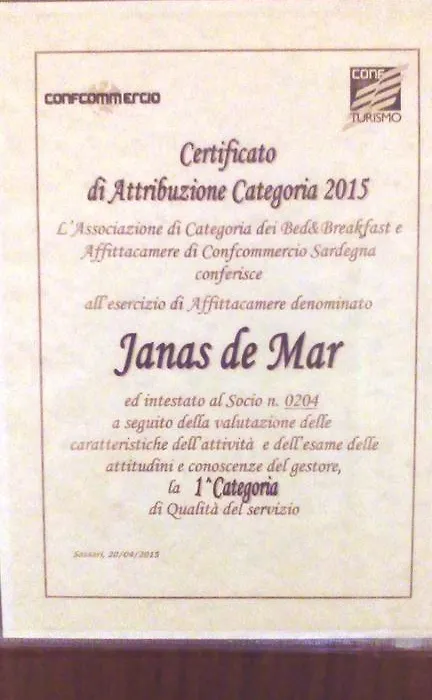 CONFCOMMERCIO
CONF
TURISMO
Certificato
di Attribuzione Categoria 2015
L'Associazione di Categoria dei Bed&Breakfast e
Affittacamere di Confcommercio Sardegna
conferisce
all'esercizio di Affittacamere denominato
Janas de Mar
ed intestato al Socio n. 0204
a seguito della valutazione delle
caratteristiche dell'attività e dell'esame delle
attitudini e conoscenze del gestore,
la 1^Categoria
di Qualità del servizio
Sassari, 20/04/2015